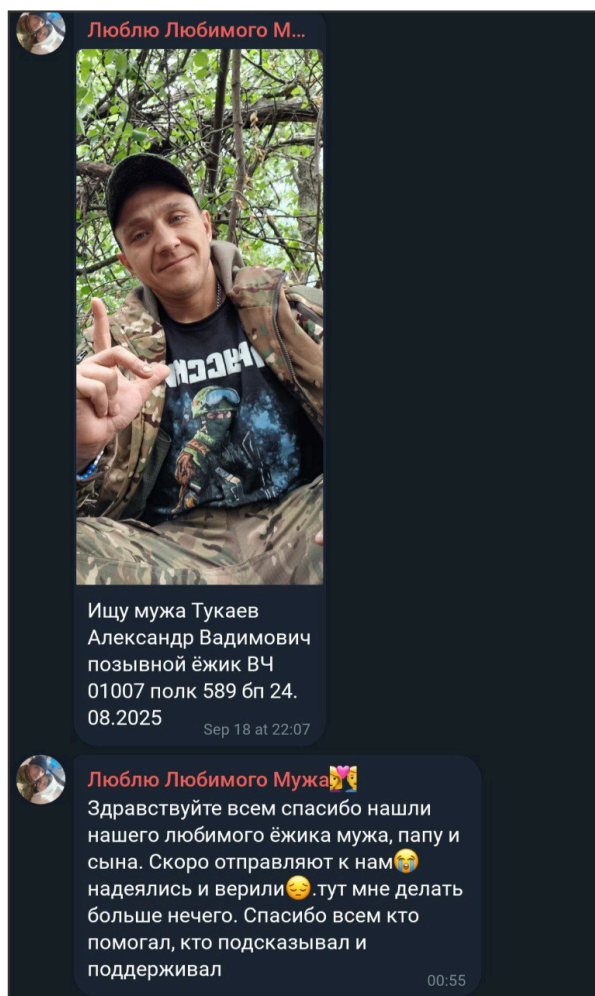 Люблю Любимого М...
РУССКИ
Ищу мужа Тукаев
Александр Вадимович
позывной ёжик ВЧ
01007 полк 589 бп 24.
08.2025
Sep 18 at 22:07
Люблю Любимого Мужа👩‍❤️‍👨
Здравствуйте всем спасибо нашли
нашего любимого ёжика мужа, папу и
сына. Скоро отправляют к нам😭
надеялись и верили😔.тут мне делать
больше нечего. Спасибо всем кто
помогал, кто подсказывал и
поддерживал
00:55